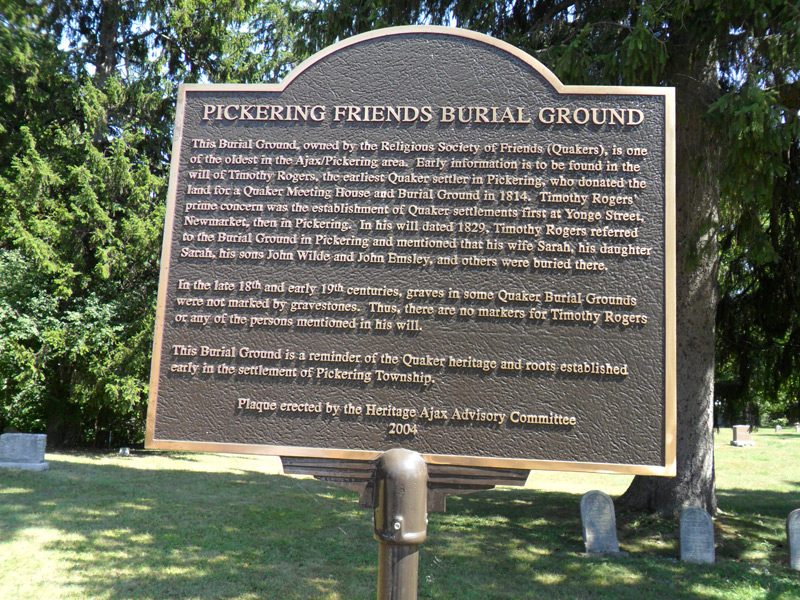 PICKERING FRIENDS BURIAL GROUND
This Burial Ground, owned by the Religious Society of Friends (Quakers), is one
of the oldest in the Ajax/Pickering area. Early information is to be found in the
will of Timothy Rogers, the earliest Quaker settler in Pickering, who donated the
land for a Quaker Meeting House and Burial Ground in 1814. Timothy Rogers'
prime concern was the establishment of Quaker settlements first at Yonge Street,
Newmarket, then in Pickering. In his will dated 1829, Timothy Rogers referred
to the Burial Ground in Pickering and mentioned that his wife Sarah, his daughter
Sarah, his sons John Wilde and John Emsley, and others were buried there.
In the late 18th and early 19th centuries, graves in some Quaker Burial Grounds
were not marked by gravestones. Thus, there are no markers for Timothy Rogers
or any of the persons mentioned in his will.
This Burial Ground is a reminder of the Quaker heritage and roots established
early in the settlement of Pickering Township.
Plaque erected by the Heritage Ajax Advisory Committee
2004